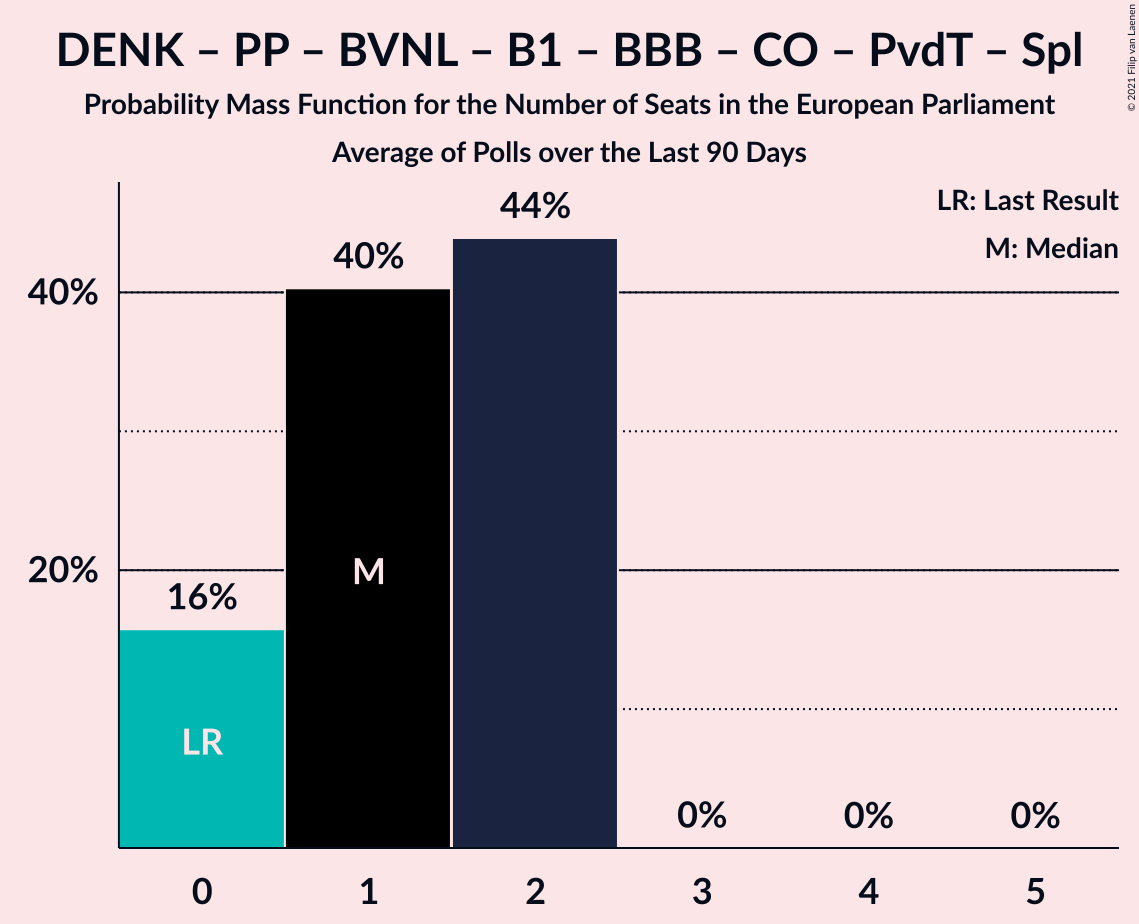 DENK – PP – BVNL – B1 – BBB – CO – PvdT – Spl
Probability Mass Function for the Number of Seats in the European Parliament
Average of Polls over the Last 90 Days
© 2021 Filip van Laenen
LR: Last Result
M: Median
44%
40%
40%
20%
16%
M
LR
0%
0%
0%
0
1
2
3
4
5